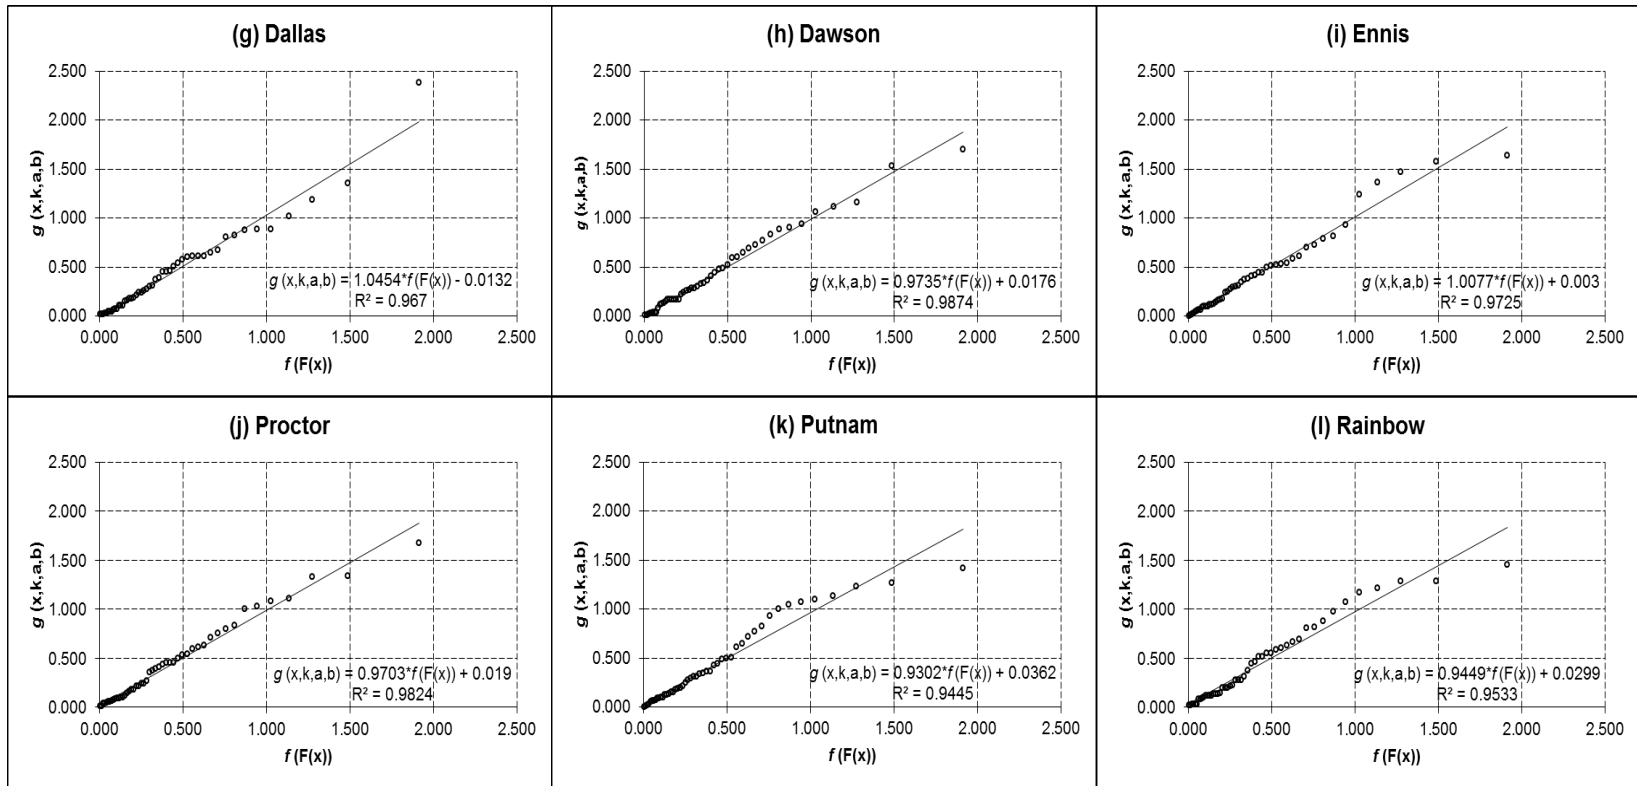 (g) Dallas
g (x,k,a,b)
2.500
2.000
1.500
1.000
0.500
0.000
g (x,k,a,b) = 1.0454*f (F(x)) - 0.0132
R² = 0.967
0.000 0.500 1.000 1.500 2.000 2.500
f (F(x))
(h) Dawson
g (x,k,a,b)
2.500
2.000
1.500
1.000
0.500
0.000
g (x,k,a,b) = 0.9735*f (F(x)) + 0.0176
R² = 0.9874
0.000 0.500 1.000 1.500 2.000 2.500
f (F(x))
(i) Ennis
g (x,k,a,b)
2.500
2.000
1.500
1.000
0.500
0.000
g (x,k,a,b) = 1.0077*f (F(x)) + 0.003
R² = 0.9725
0.000 0.500 1.000 1.500 2.000 2.500
f (F(x))
(j) Proctor
g (x,k,a,b)
2.500
2.000
1.500
1.000
0.500
0.000
g (x,k,a,b) = 0.9703*f (F(x)) + 0.019
R² = 0.9824
0.000 0.500 1.000 1.500 2.000 2.500
f (F(x))
(k) Putnam
g (x,k,a,b)
2.500
2.000
1.500
1.000
0.500
0.000
g (x,k,a,b) = 0.9302*f (F(x)) + 0.0362
R² = 0.9445
0.000 0.500 1.000 1.500 2.000 2.500
f (F(x))
(l) Rainbow
g (x,k,a,b)
2.500
2.000
1.500
1.000
0.500
0.000
g (x,k,a,b) = 0.9449*f (F(x)) + 0.0299
R² = 0.9533
0.000 0.500 1.000 1.500 2.000 2.500
f (F(x))